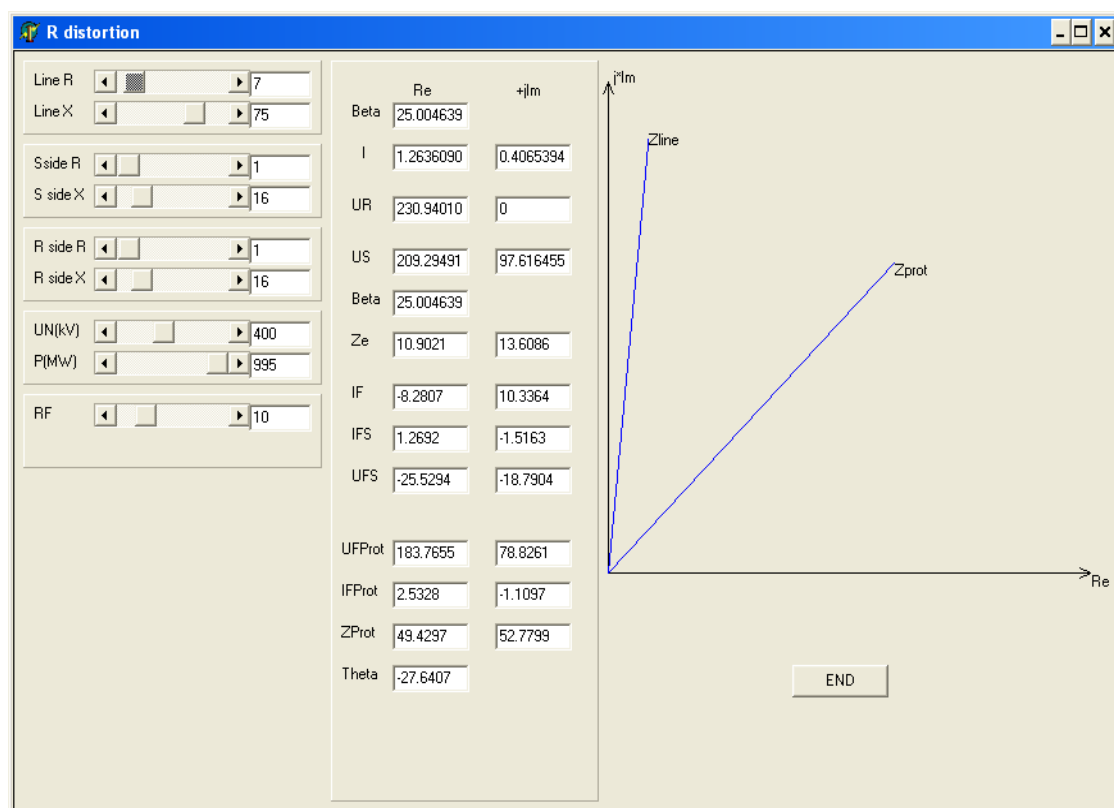 R distortion
Line R 7
Line X 75
Sside R 1
S side X 16
R side R 1
R side X 16
UN(kV) 400
P(MW) 995
RF 10
Re +jIm
Beta 25.004639
I 1.2636090 0.4065394
UR 230.94010 0
US 209.29491 97.616455
Beta 25.004639
Ze 10.9021 13.6086
IF -8.2807 10.3364
IFS 1.2692 -1.5163
UFS -25.5294 -18.7904
UFProt 183.7655 78.8261
IFProt 2.5328 -1.1097
ZProt 49.4297 52.7799
Theta -27.6407
j*Im
Zline
Zprot
Re
END